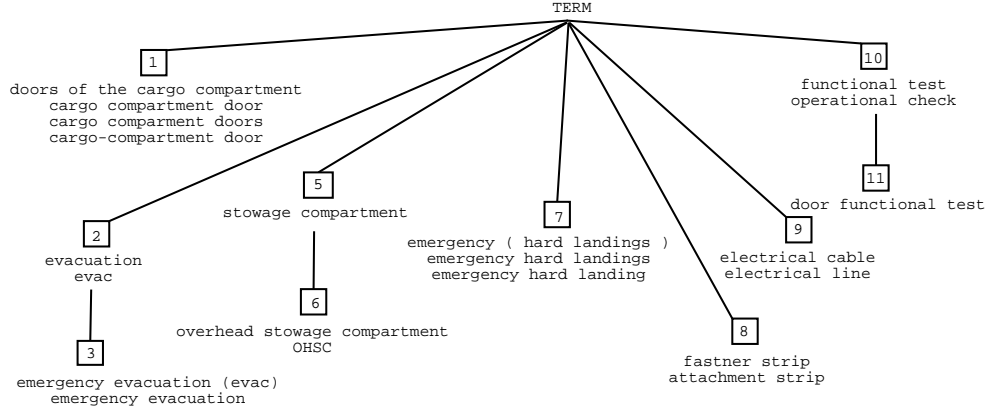 TERM
1
doors of the cargo compartment
cargo compartment door
cargo comparment doors
cargo-compartment door
2
evacuation
evac
3
emergency evacuation (evac)
emergency evacuation
5
stowage compartment
6
overhead stowage compartment
OHSC
7
emergency ( hard landings )
emergency hard landings
emergency hard landing
8
fastner strip
attachment strip
9
electrical cable
electrical line
10
functional test
operational check
11
door functional test